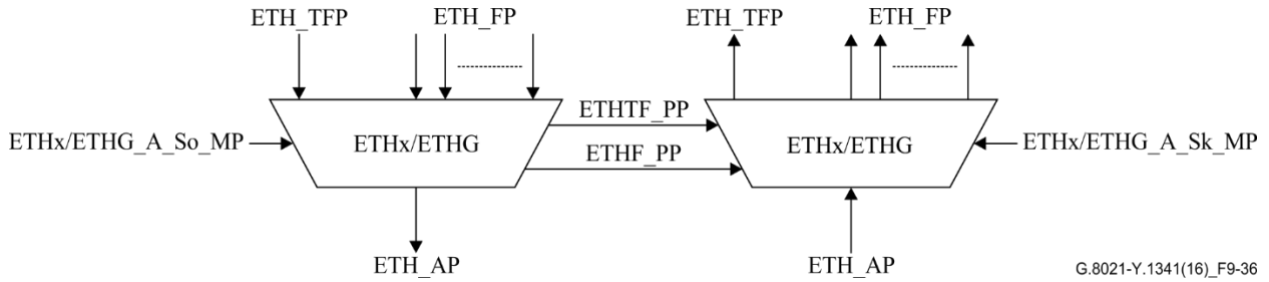 ETH_TFP ETH_FP ETH_TFP ETH_FP
ETHTF_PP
ETHx/ETHG_A_So_MP ETHx/ETHG ETHx/ETHG ETHx/ETHG_A_Sk_MP
ETHF_PP
ETH_AP ETH_AP
G.8021-Y.1341(16)_F9-36